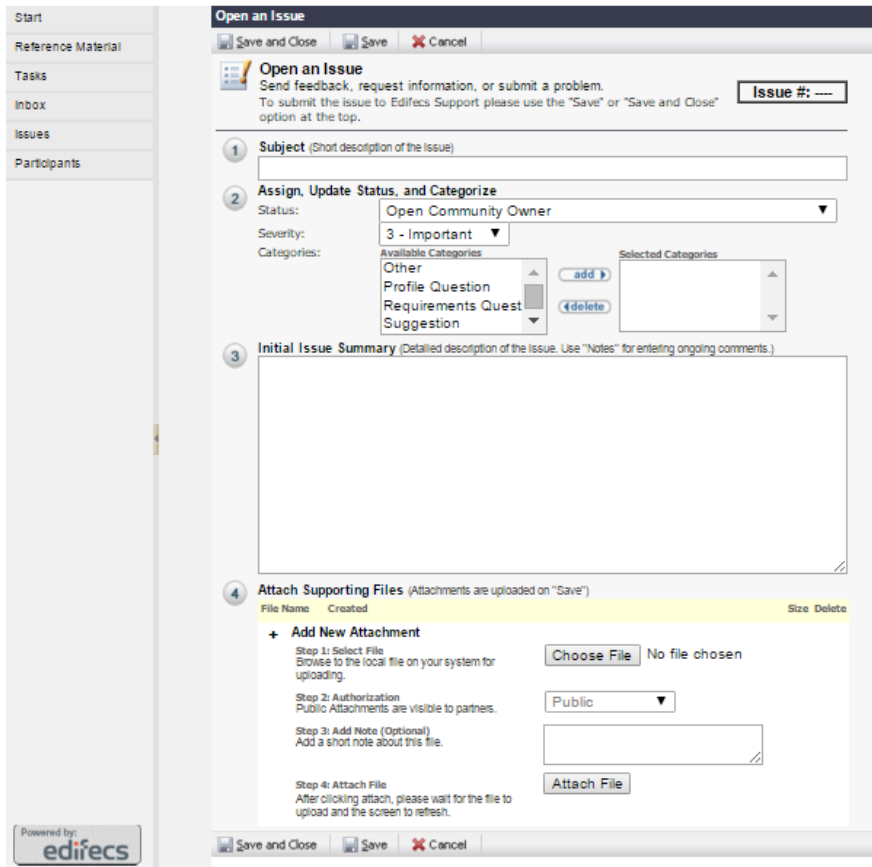 Start
Reference Material
Tasks
Inbox
Issues
Participants
Powered by:
edifecs
Open an Issue
Save and Close Save Cancel
Open an Issue
Send feedback, request information, or submit a problem.
To submit the issue to Edifecs Support please use the "Save" or "Save and Close"
option at the top.
Issue #: ----
1 Subject (Short description of the Issue)
2 Assign, Update Status, and Categorize
Status: Open Community Owner
Severity: 3 - Important
Categories: Available Categories Selected Categories
Other
Profile Question
Requirements Quest
Suggestion
add
delete
3 Initial Issue Summary (Detailed description of the Issue. Use "Notes" for entering ongoing comments.)
4 Attach Supporting Files (Attachments are uploaded on "Save")
File Name Created Size Delete
+ Add New Attachment
Step 1: Select File
Browse to the local file on your system for
uploading.
Choose File No file chosen
Step 2: Authorization
Public Attachments are visible to partners.
Public
Step 3: Add Note (Optional)
Add a short note about this file.
Step 4: Attach File
After clicking attach, please wait for the file to
upload and the screen to refresh.
Attach File
Save and Close Save Cancel